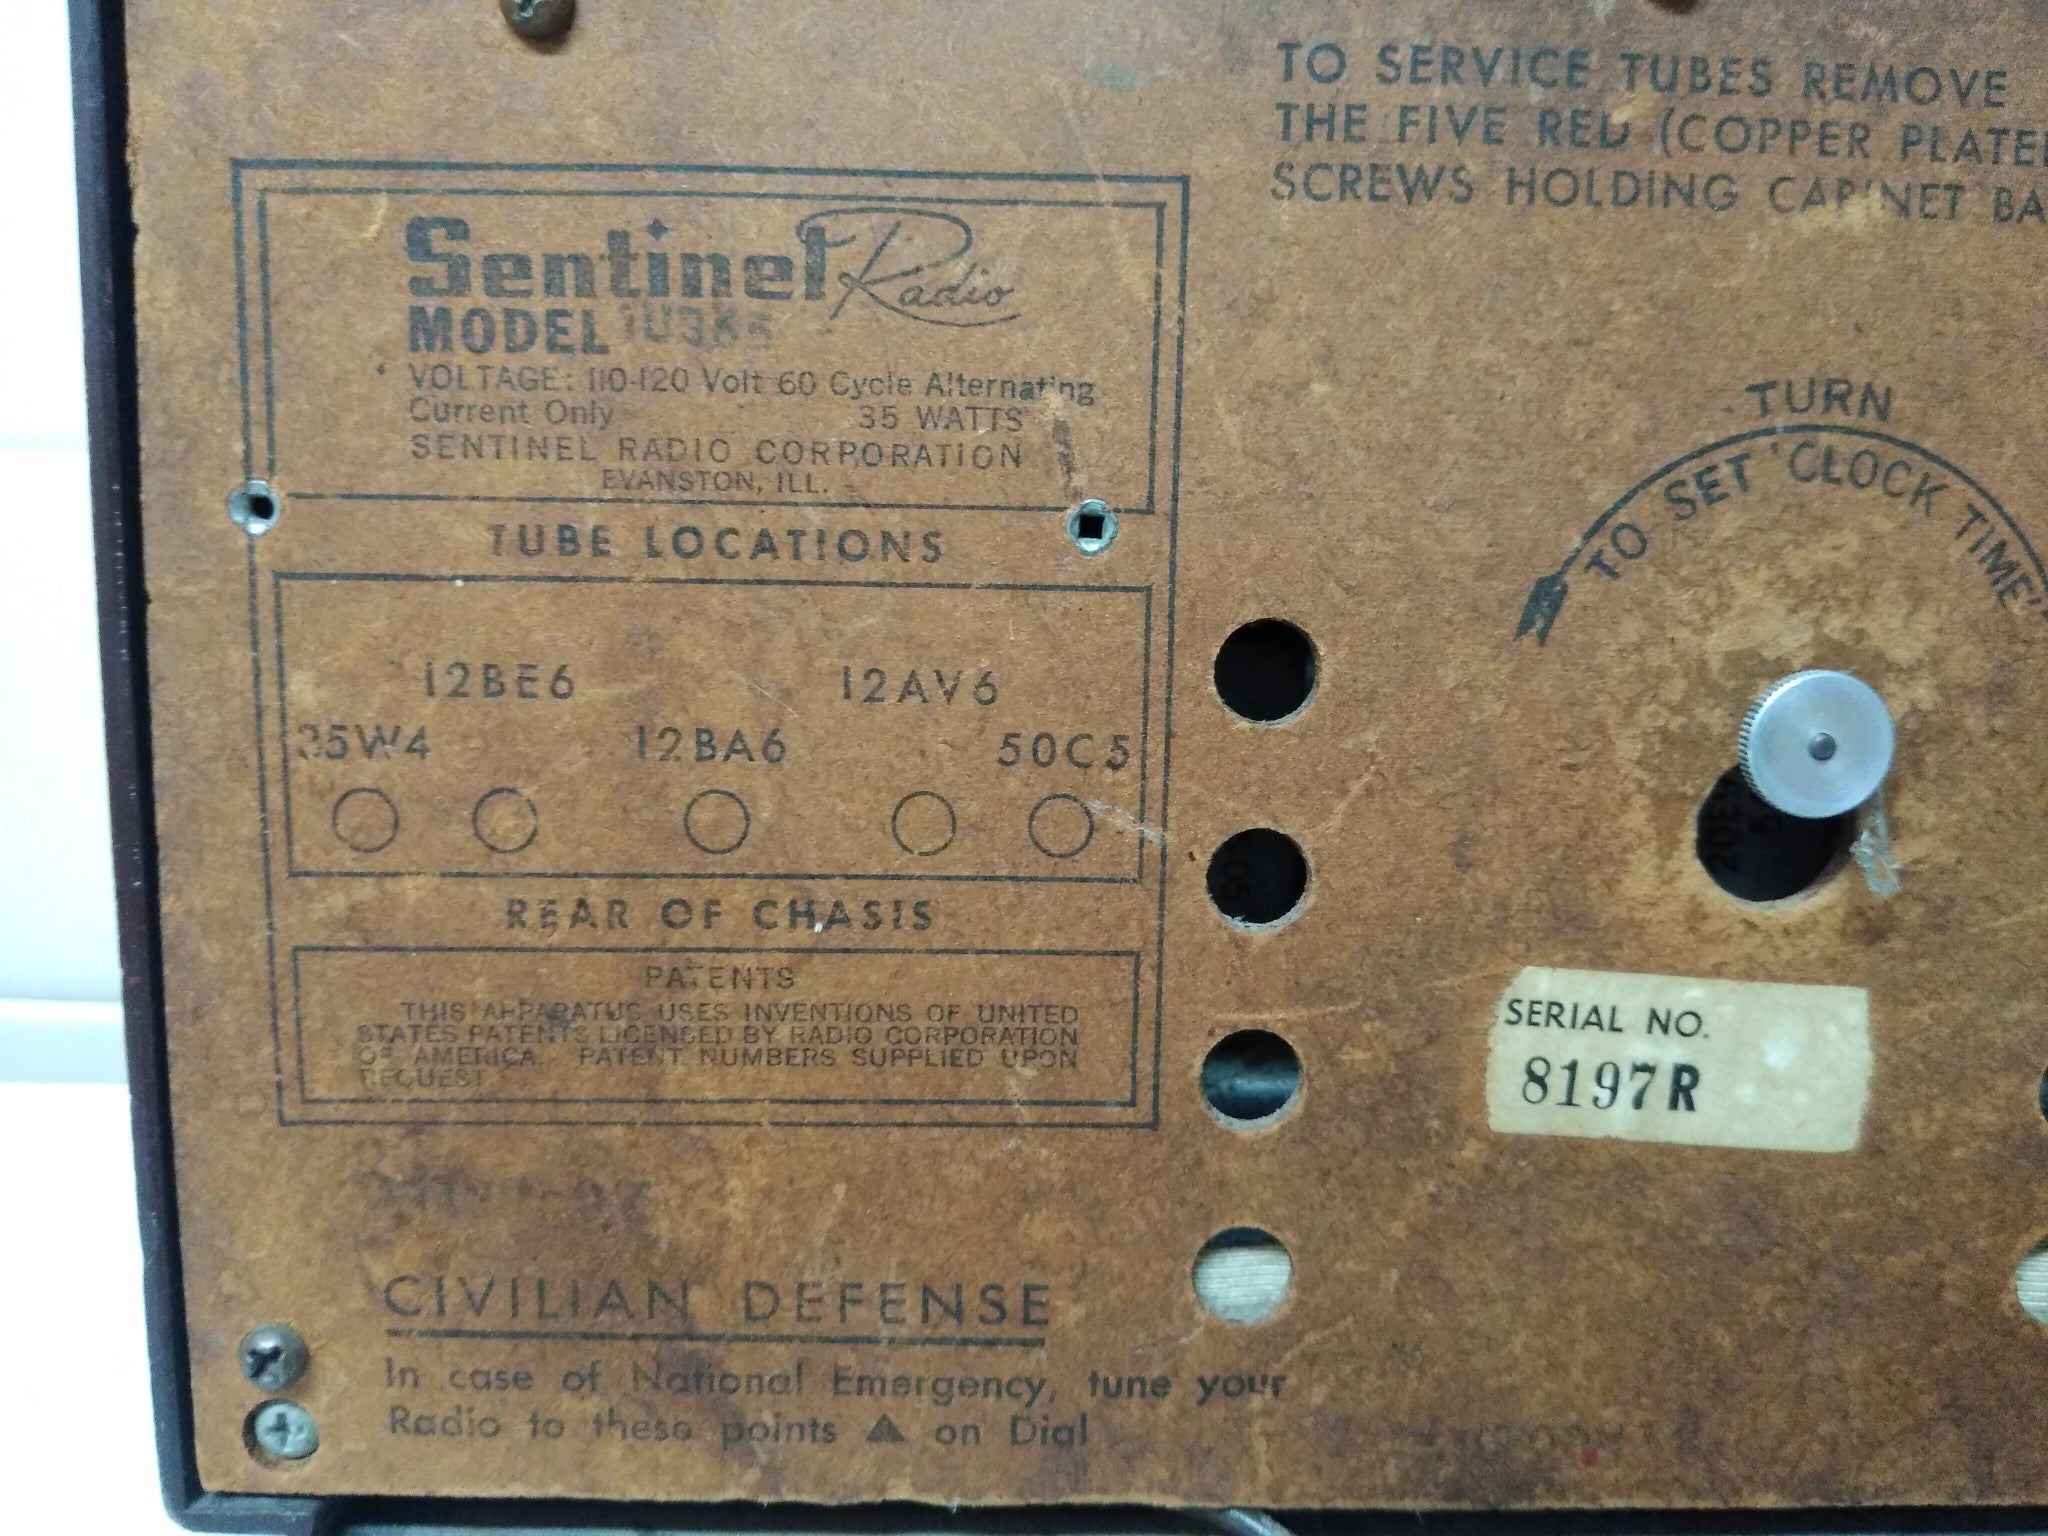 TO SERVICE TUBES REMOVE
THE FIVE RED (COPPER PLATED
SCREWS HOLDING CABINET BA
Sentinel Radio
MODEL
VOLTAGE: 110-120 Volt 60 Cycle Alternating
Current Only 35 WATTS
SENTINEL RADIO CORPORATION
EVANSTON, ILL.
TUBE LOCATIONS
12BE6 12AV6
35W4 12BA6 50C5
REAR OF CHASIS
PATENTS
THIS APPARATUS USES INVENTIONS OF UNITED
STATES PATENTS LICENSED BY RADIO CORPORATION
OF AMERICA. PATENT NUMBERS SUPPLIED UPON
REQUEST.
TURN
TO SET 'CLOCK TIME'
SERIAL NO.
8197R
CIVILIAN DEFENSE
In case of National Emergency, tune your
Radio to these points ▲ on Dial